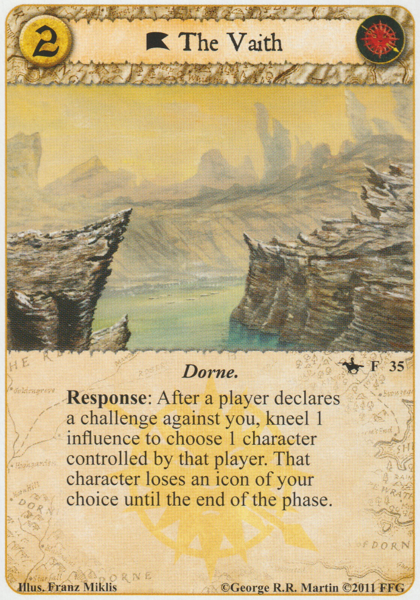 2
The Vaith
Dorne.
F 35
Response: After a player declares
a challenge against you, kneel 1
influence to choose 1 character
controlled by that player. That
character loses an icon of your
choice until the end of the phase.
Illus. Franz Miklis
©George R.R. Martin ©2011 FFG